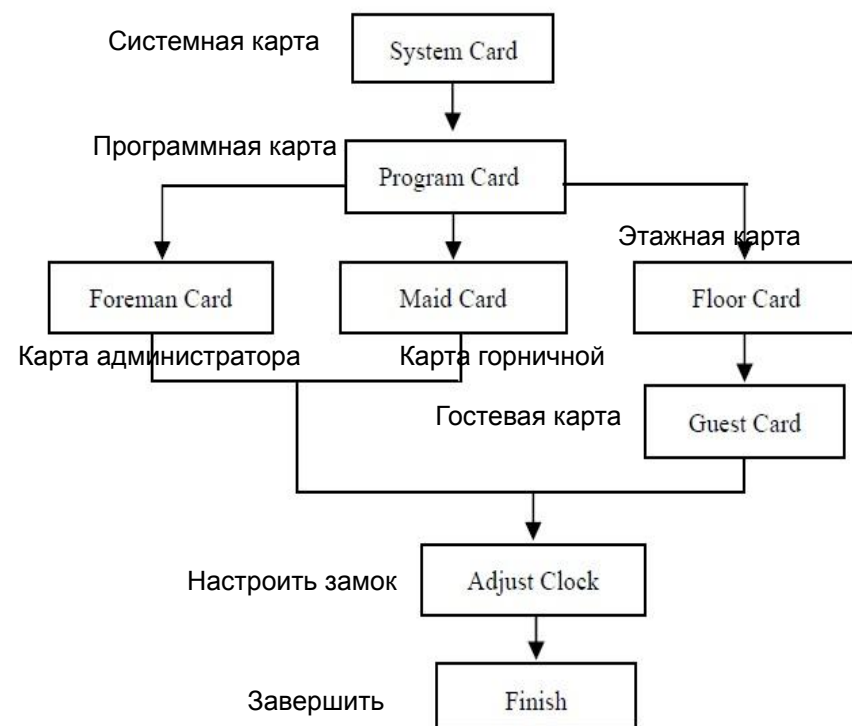 Системная карта
System Card
Программная карта
Program Card
Этажная карта
Foreman Card
Maid Card
Floor Card
Карта администратора
Карта горничной
Гостевая карта
Guest Card
Настроить замок
Adjust Clock
Завершить
Finish